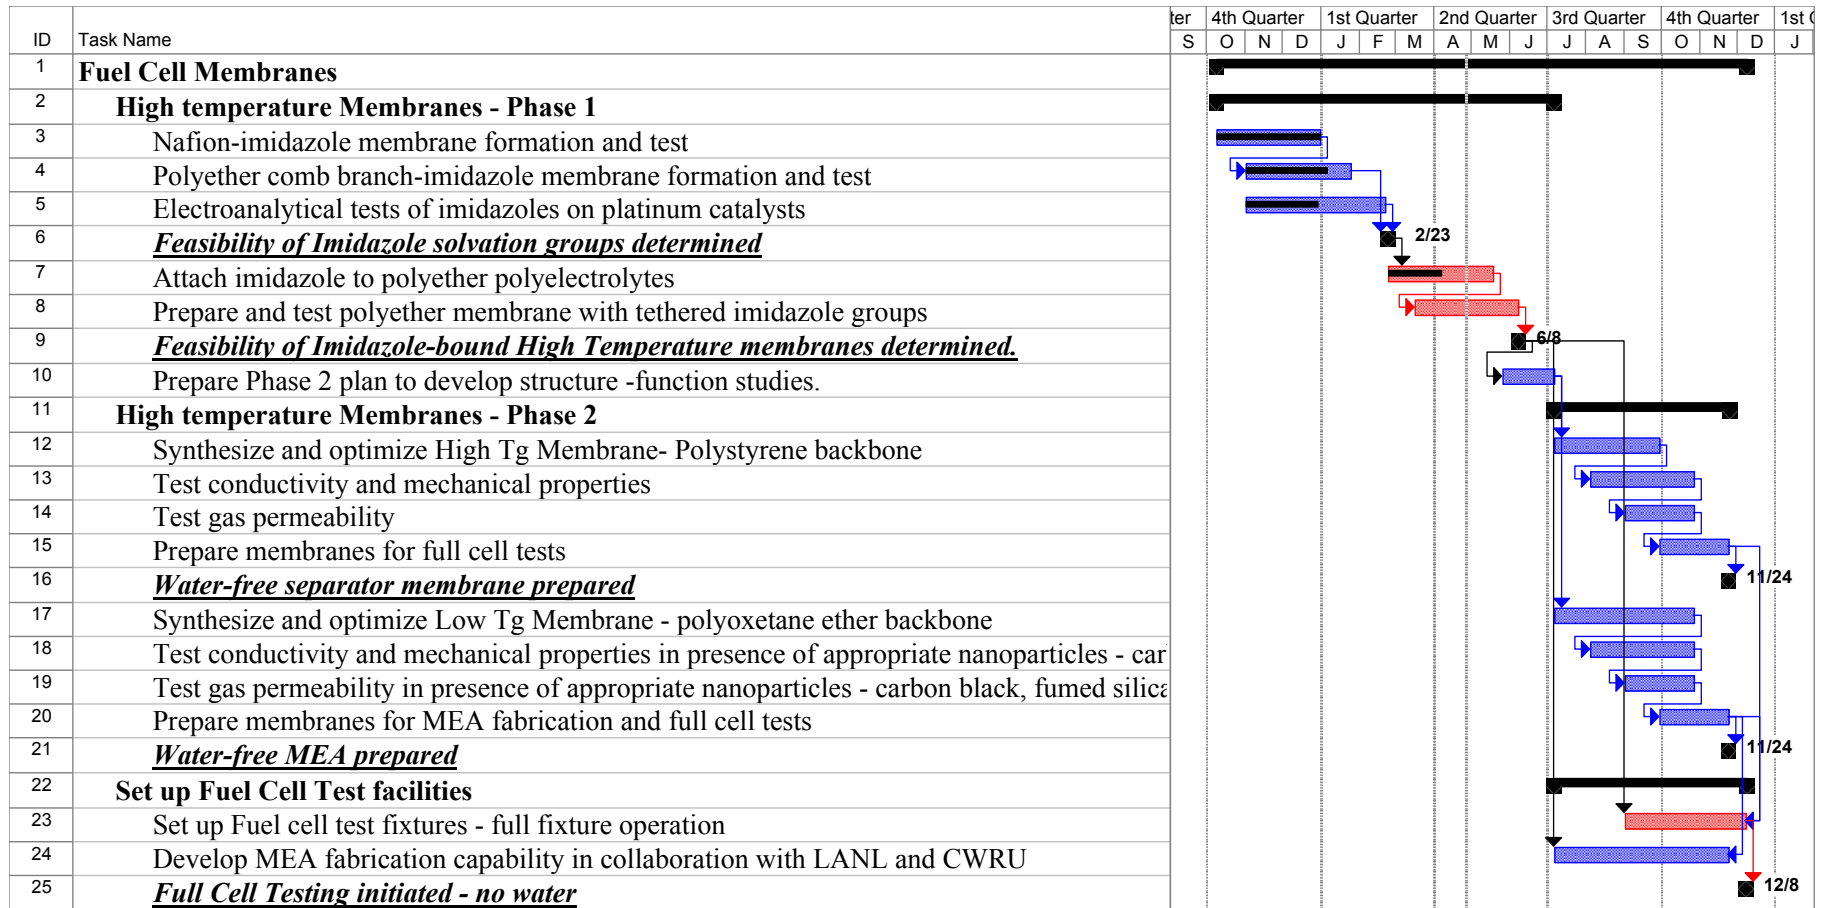 ter 4th Quarter 1st Quarter 2nd Quarter 3rd Quarter 4th Quarter 1st
ID Task Name S O N D J F M A M J J A S O N D J
1 Fuel Cell Membranes
2 High temperature Membranes - Phase 1
3 Nafion-imidazole membrane formation and test
4 Polyether comb branch-imidazole membrane formation and test
5 Electroanalytical tests of imidazoles on platinum catalysts
6 Feasibility of Imidazole solvation groups determined 2/23
7 Attach imidazole to polyether polyelectrolytes
8 Prepare and test polyether membrane with tethered imidazole groups
9 Feasibility of Imidazole-bound High Temperature membranes determined. 6/8
10 Prepare Phase 2 plan to develop structure -function studies.
11 High temperature Membranes - Phase 2
12 Synthesize and optimize High Tg Membrane- Polystyrene backbone
13 Test conductivity and mechanical properties
14 Test gas permeability
15 Prepare membranes for full cell tests
16 Water-free separator membrane prepared 11/24
17 Synthesize and optimize Low Tg Membrane - polyoxetane ether backbone
18 Test conductivity and mechanical properties in presence of appropriate nanoparticles - car
19 Test gas permeability in presence of appropriate nanoparticles - carbon black, fumed silica
20 Prepare membranes for MEA fabrication and full cell tests
21 Water-free MEA prepared 11/24
22 Set up Fuel Cell Test facilities
23 Set up Fuel cell test fixtures - full fixture operation
24 Develop MEA fabrication capability in collaboration with LANL and CWRU
25 Full Cell Testing initiated - no water 12/8